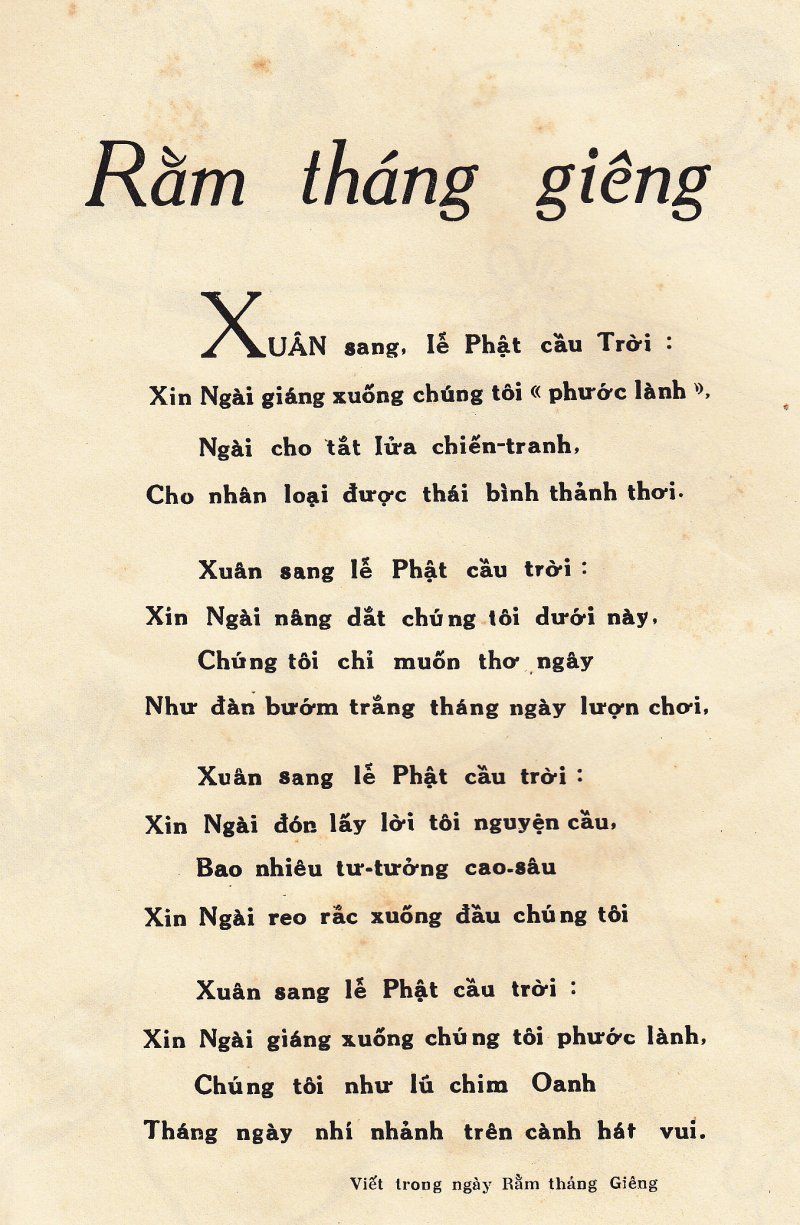 Rằm tháng giêng
XUÂN sang, lễ Phật cầu Trời :
Xin Ngài giáng xuống chúng tôi « phước lành »,
Ngài cho tắt lửa chiến-tranh,
Cho nhân loại được thái bình thảnh thơi.
Xuân sang lễ Phật cầu trời :
Xin Ngài nâng dắt chúng tôi dưới này,
Chúng tôi chỉ muốn thơ ngây
Như đàn bướm trắng tháng ngày lượn chơi,
Xuân sang lễ Phật cầu trời :
Xin Ngài đón lấy lời tôi nguyện cầu,
Bao nhiêu tư-tưởng cao-sâu
Xin Ngài reo rắc xuống đầu chúng tôi
Xuân sang lễ Phật cầu trời :
Xin Ngài giáng xuống chúng tôi phước lành,
Chúng tôi như lũ chim Oanh
Tháng ngày nhí nhảnh trên cành hát vui.
Viết trong ngày Rằm tháng Giêng